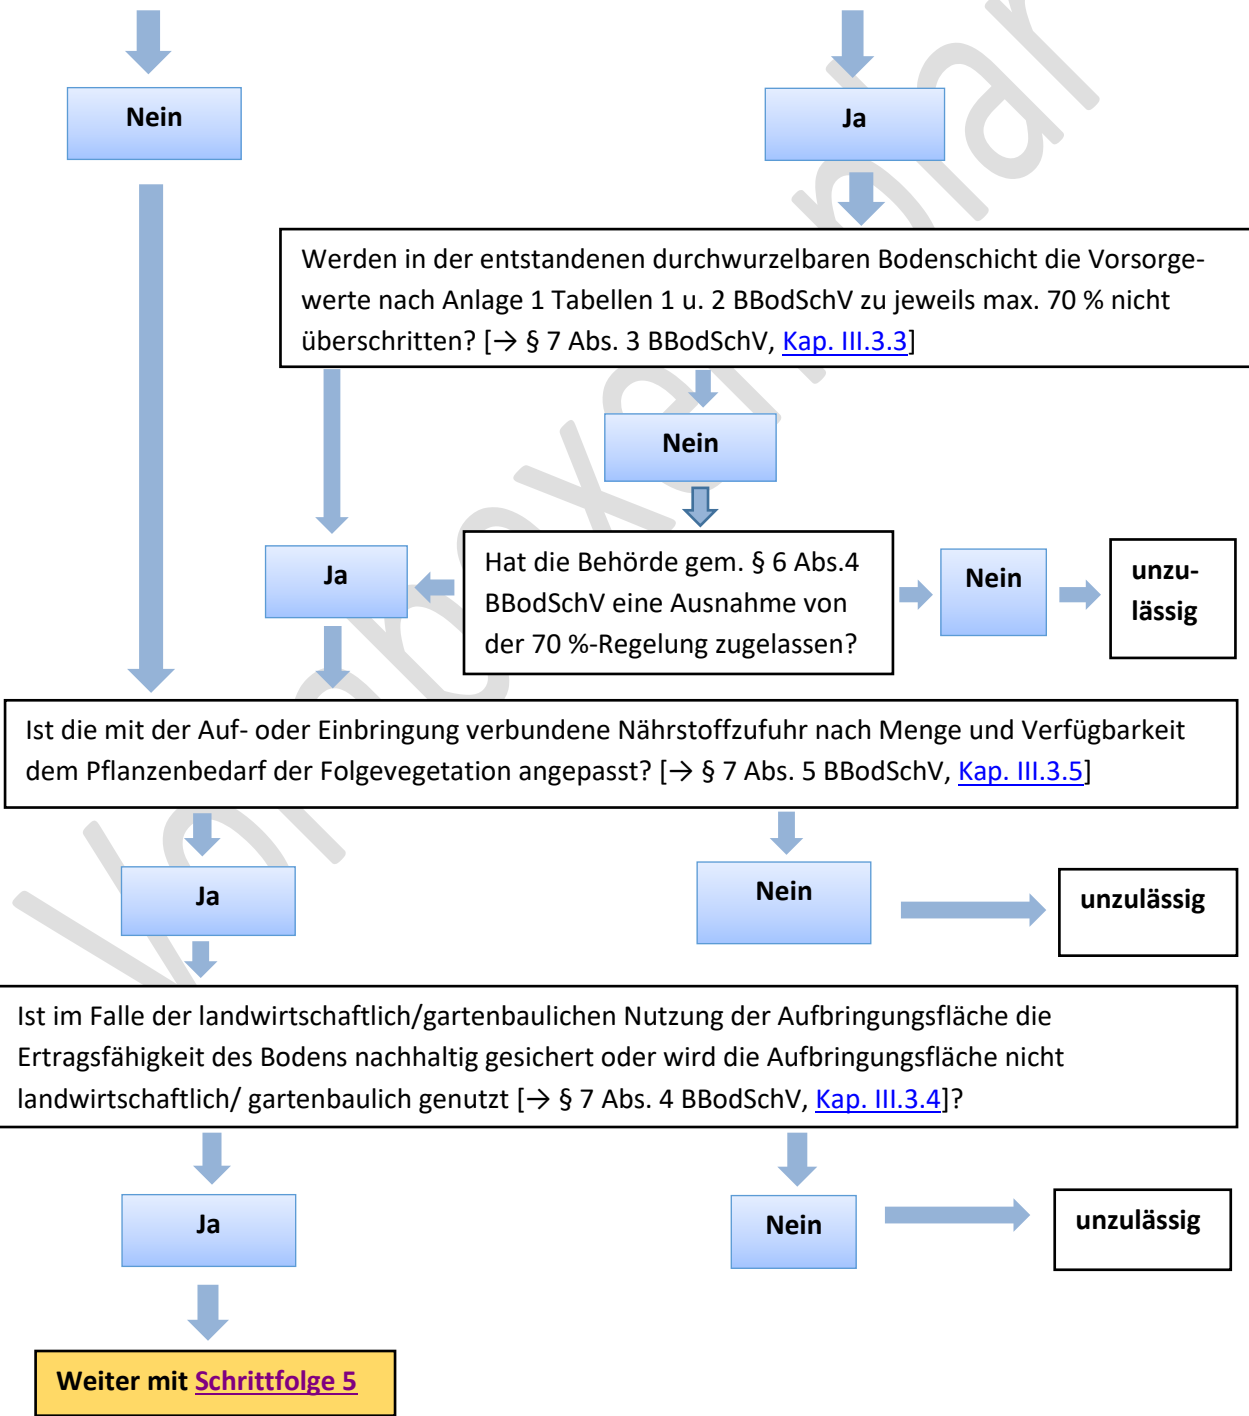 Nein
Ja
Werden in der entstandenen durchwurzelbaren Bodenschicht die Vorsorge-
werte nach Anlage 1 Tabellen 1 u. 2 BBodSchV zu jeweils max. 70 % nicht
überschritten? [→ § 7 Abs. 3 BBodSchV, Kap. III.3.3]
Nein
Ja
Hat die Behörde gem. § 6 Abs.4
BBodSchV eine Ausnahme von
der 70 %-Regelung zugelassen?
Nein
unzu-
lässig
Ist die mit der Auf- oder Einbringung verbundene Nährstoffzufuhr nach Menge und Verfügbarkeit
dem Pflanzenbedarf der Folgevegetation angepasst? [→ § 7 Abs. 5 BBodSchV, Kap. III.3.5]
Ja
Nein
unzulässig
Ist im Falle der landwirtschaftlich/gartenbaulichen Nutzung der Aufbringungsfläche die
Ertragsfähigkeit des Bodens nachhaltig gesichert oder wird die Aufbringungsfläche nicht
landwirtschaftlich/ gartenbaulich genutzt [→ § 7 Abs. 4 BBodSchV, Kap. III.3.4]?
Ja
Nein
unzulässig
Weiter mit Schrittfolge 5